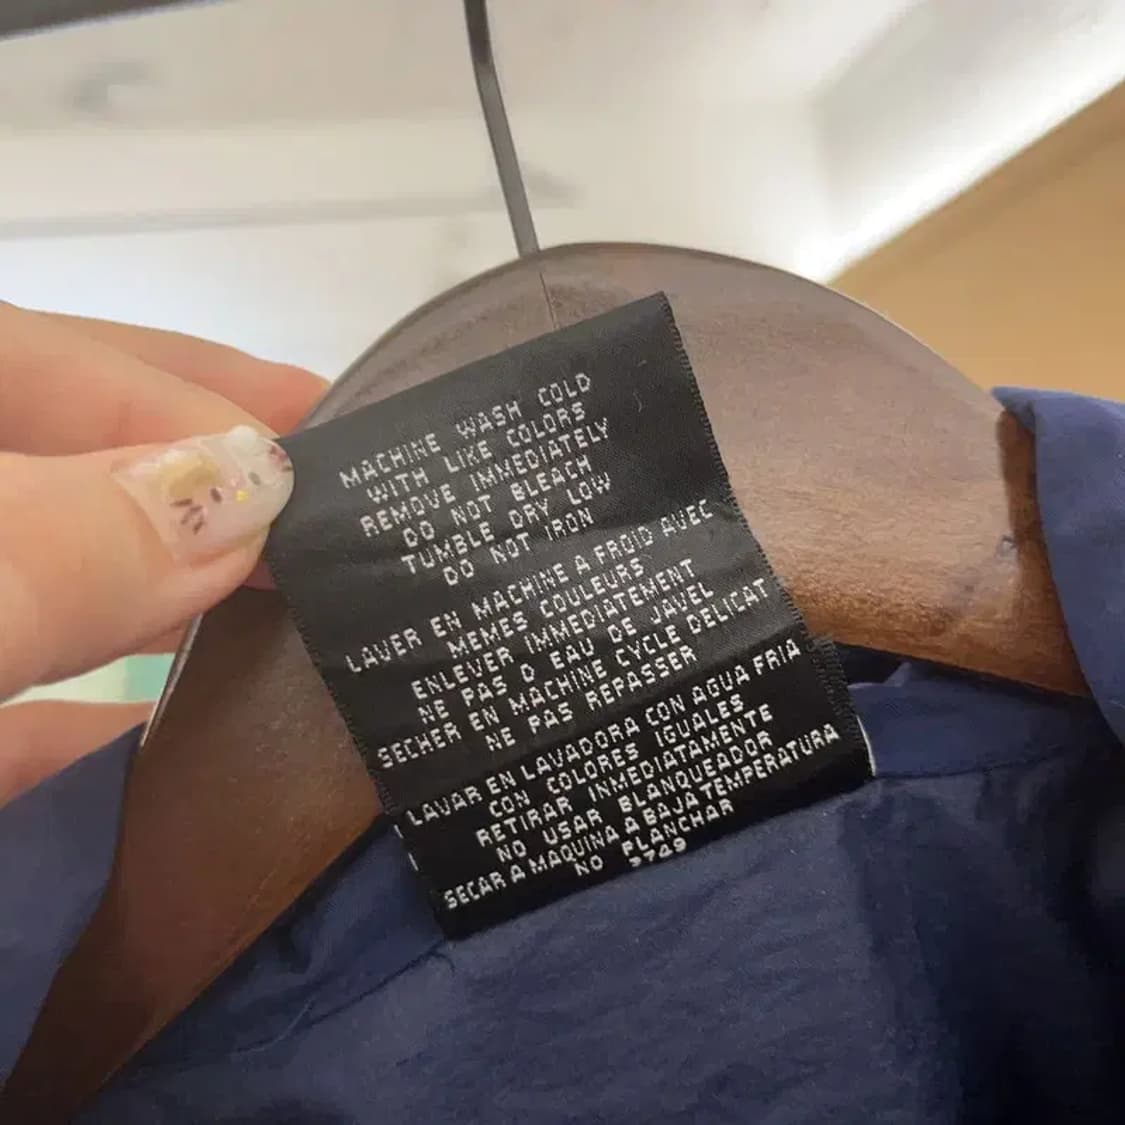 MACHINE WASH COLD
WITH LIKE COLORS
REMOVE IMMEDIATELY
DO NOT BLEACH
TUMBLE DRY LOW
DO NOT IRON
LAVER EN MACHINE A FROID AVEC
MEMES COULEURS
ENLEVER IMMEDIATEMENT
NE PAS D EAU DE JAVEL
SECHER EN MACHINE CYCLE DELICAT
NE PAS REPASSER
LAVAR EN LAVADORA CON AGUA FRIA
CON COLORES IGUALES
RETIRAR INMEDIATAMENTE
NO USAR BLANQUEADOR
SECAR A MAQUINA A BAJA TEMPERATURA
NO PLANCHAR